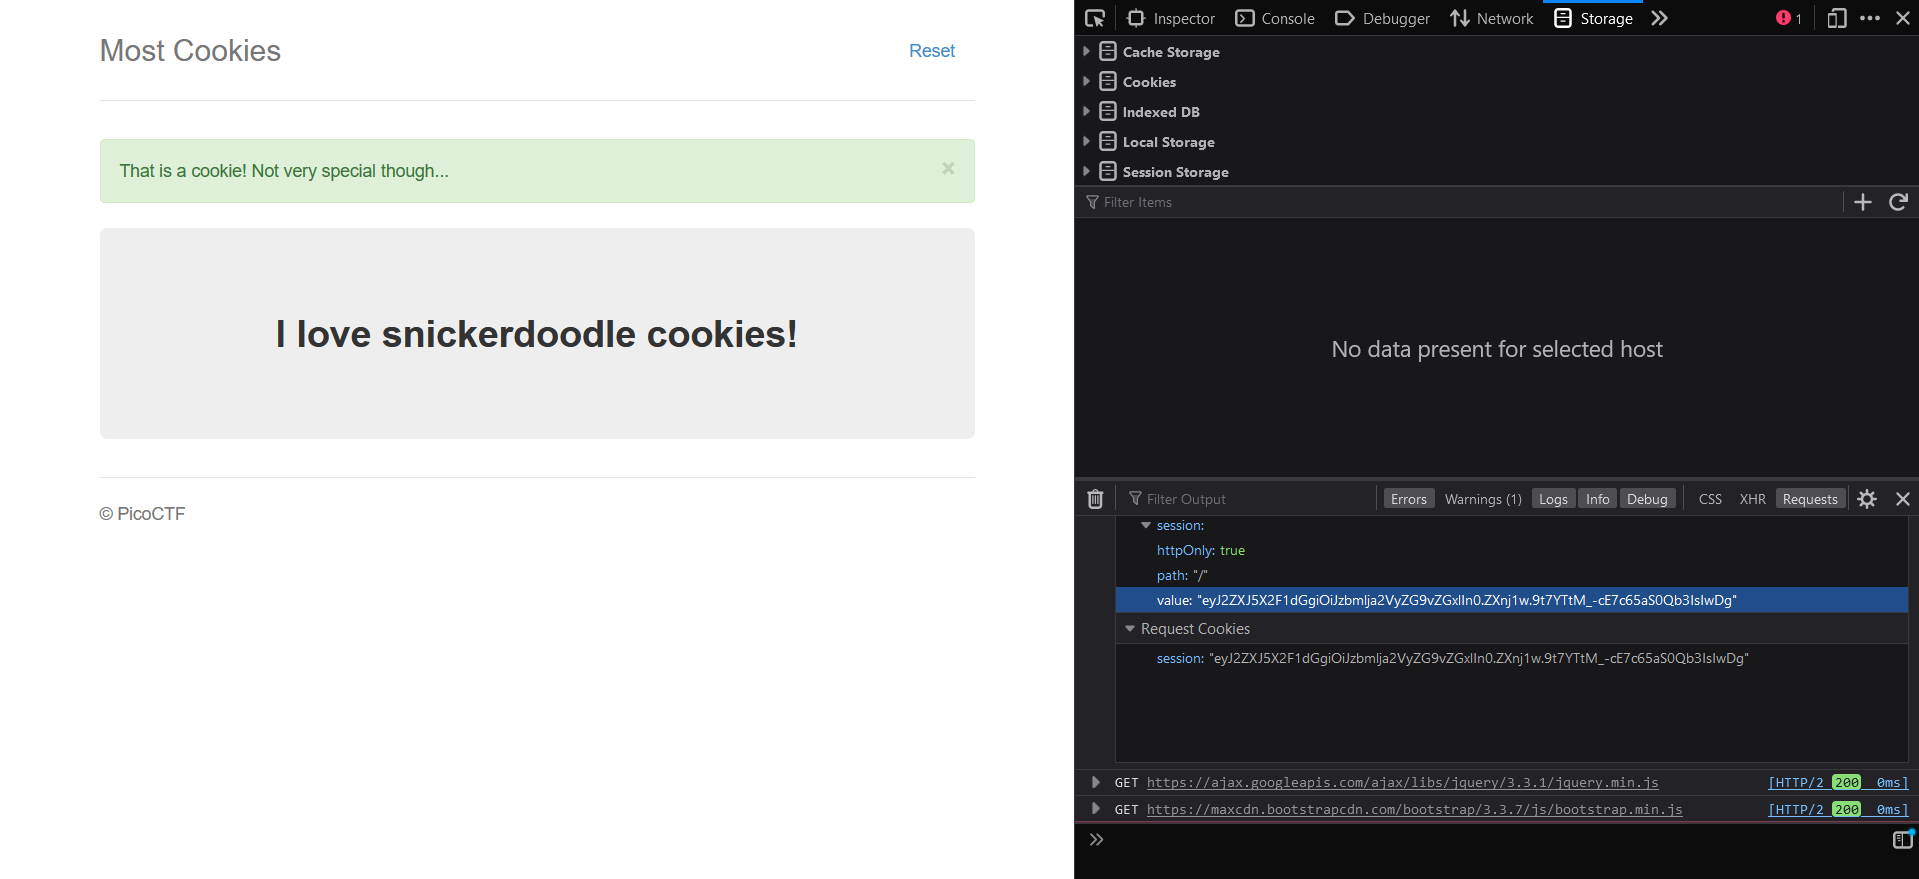 Most Cookies
Reset
That is a cookie! Not very special though...
×
I love snickerdoodle cookies!
© PicoCTF
Inspector
Console
Debugger
Network
Storage
1
Cache Storage
Cookies
Indexed DB
Local Storage
Session Storage
Filter Items
No data present for selected host
Filter Output
Errors
Warnings (1)
Logs
Info
Debug
CSS
XHR
Requests
session:
httpOnly: true
path: "/"
value: "eyJ2ZXJ5X2F1dGgiOiJzbmlja2VyZG9vZGxlIn0.ZXnj1w.9t7YTtM_-cE7c65aS0Qb3IsIwDg"
Request Cookies
session: "eyJ2ZXJ5X2F1dGgiOiJzbmlja2VyZG9vZGxlIn0.ZXnj1w.9t7YTtM_-cE7c65aS0Qb3IsIwDg"
GET https://ajax.googleapis.com/ajax/libs/jquery/3.3.1/jquery.min.js [HTTP/2 200 0ms]
GET https://maxcdn.bootstrapcdn.com/bootstrap/3.3.7/js/bootstrap.min.js [HTTP/2 200 0ms]